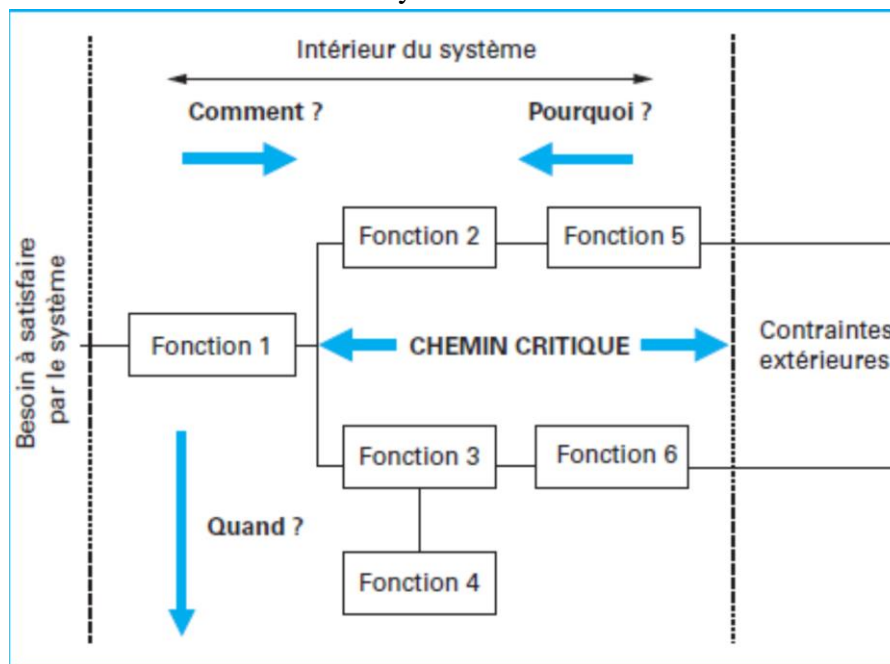 Intérieur du système
Comment ?
Pourquoi ?
Besoin à satisfaire
par le système
Fonction 2
Fonction 5
Fonction 1
CHEMIN CRITIQUE
Contraintes
extérieures
Fonction 3
Fonction 6
Quand ?
Fonction 4